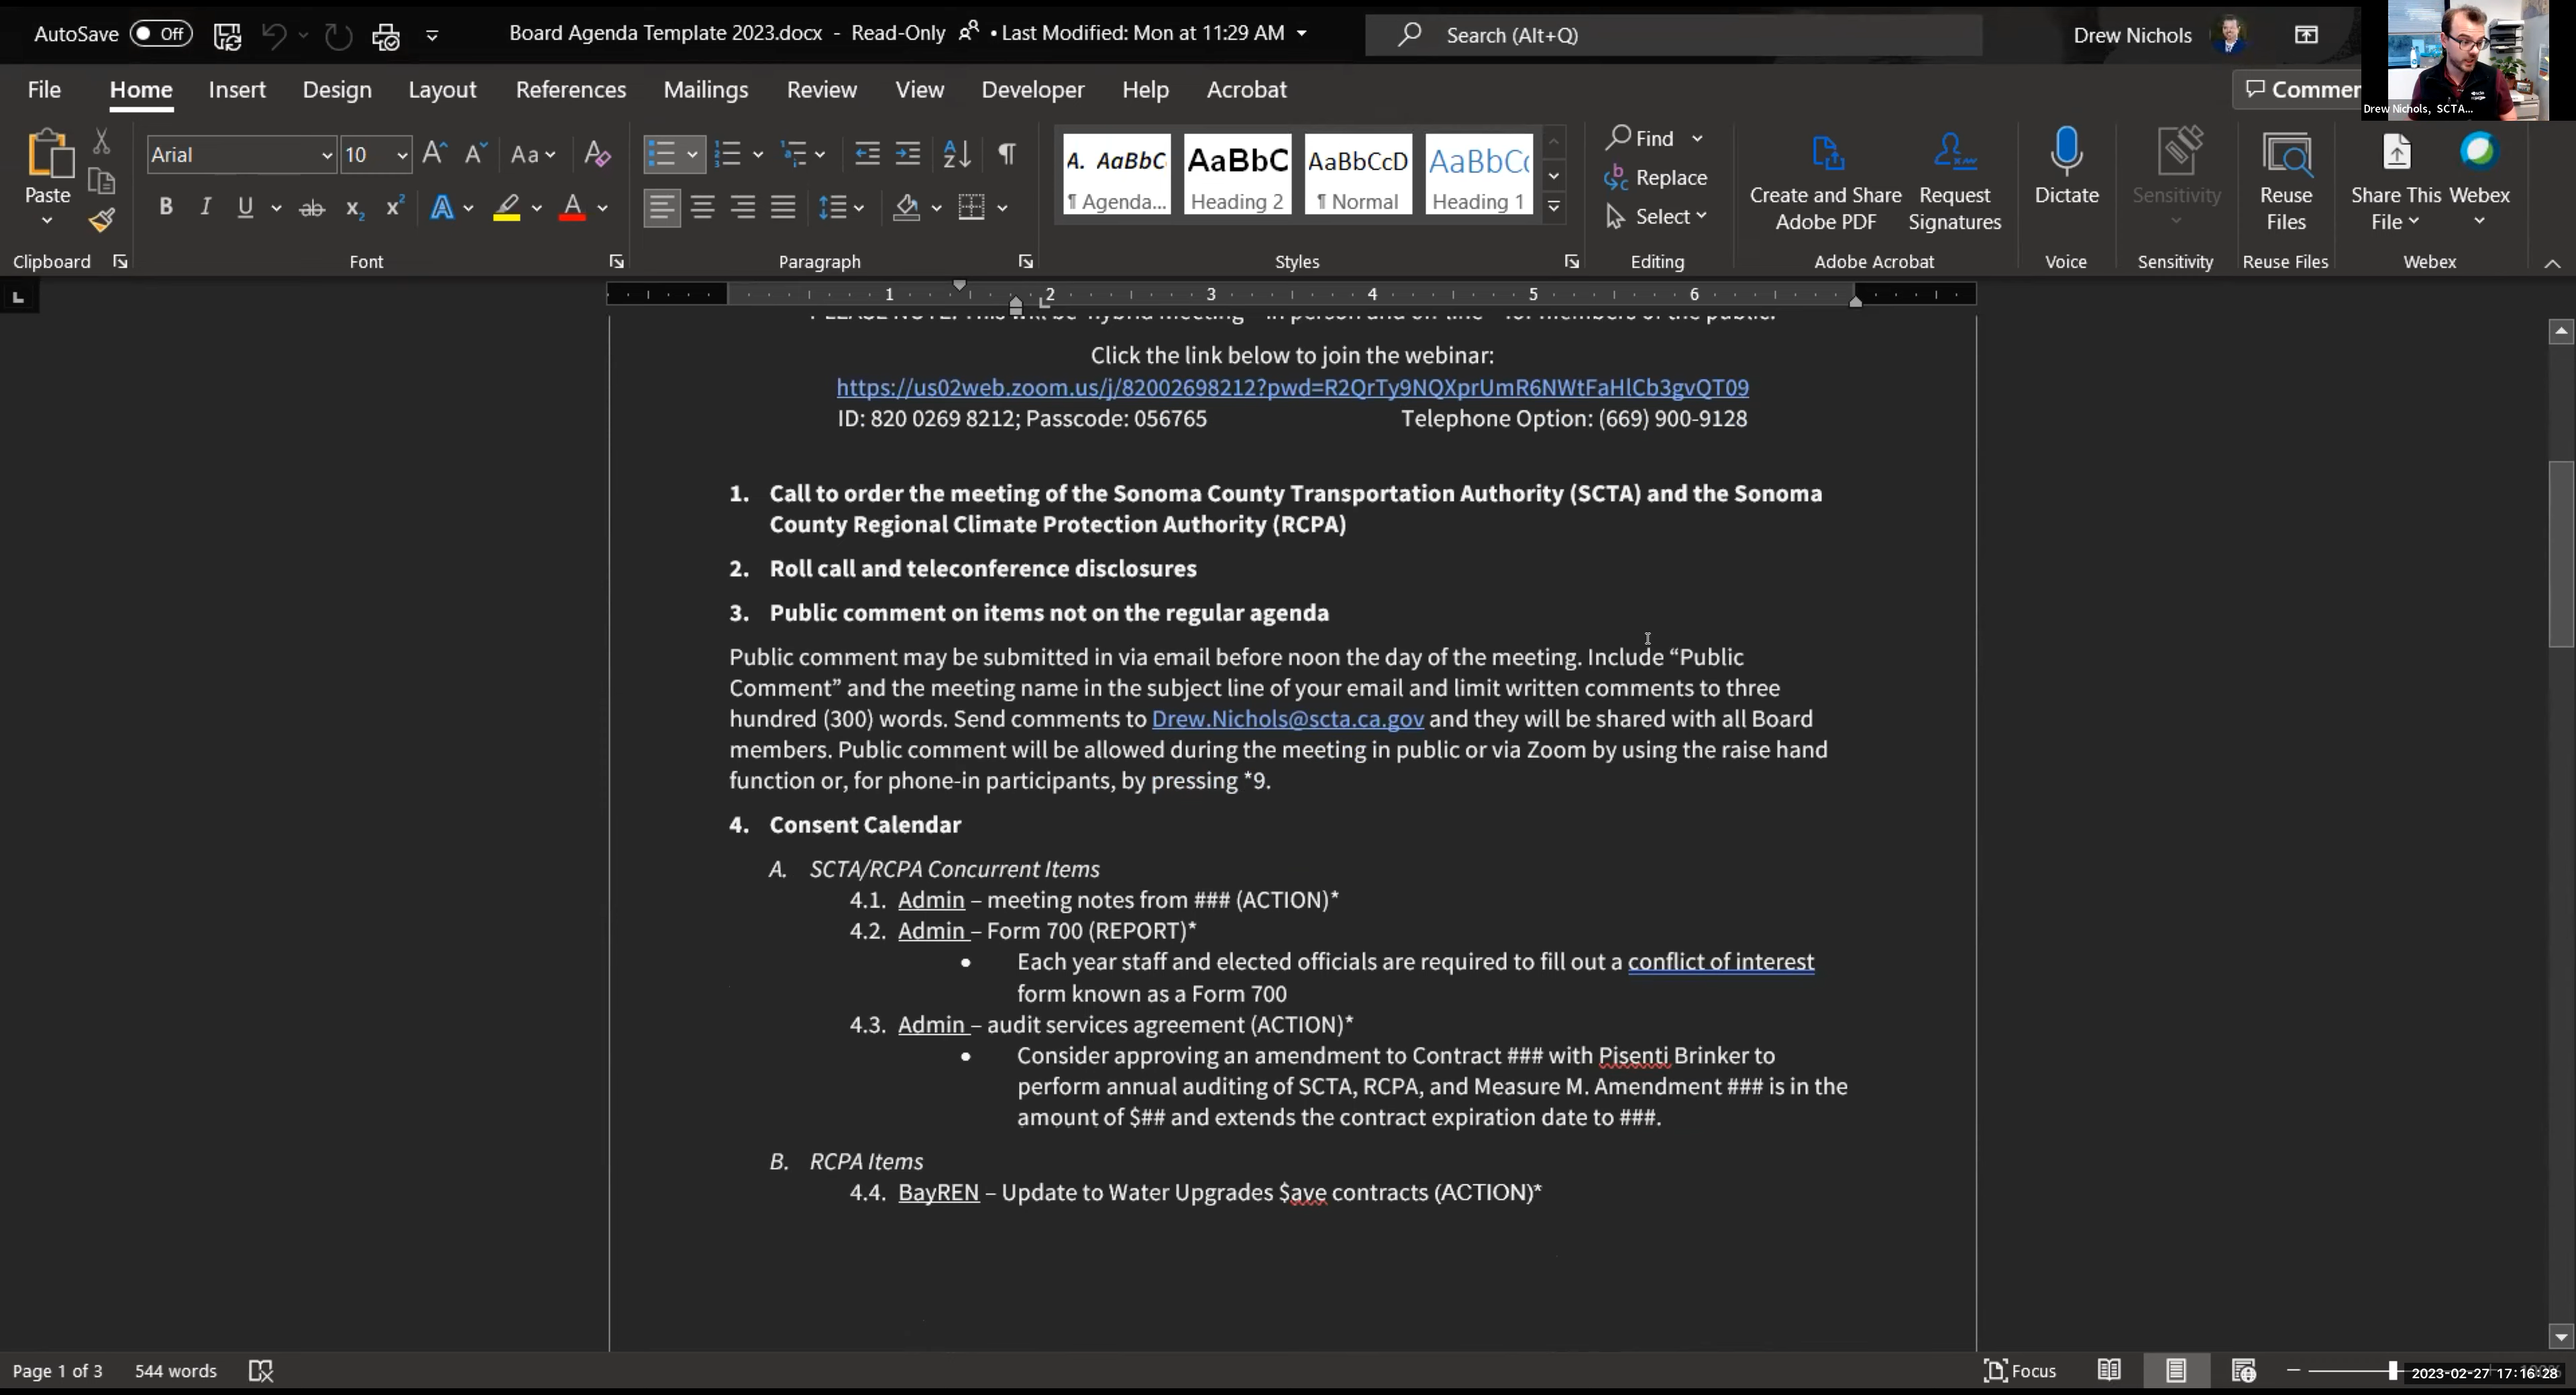 AutoSave Off Board Agenda Template 2023.docx - Read-Only • Last Modified: Mon at 11:29 AM Search (Alt+Q) Drew Nichols
File Home Insert Design Layout References Mailings Review View Developer Help Acrobat
Drew Nichols, SCTA...
Paste
Arial 10
Aa
A. AaBbC AaBbC AaBbCcD
¶ Agenda... Heading 2 ¶ Normal Heading 1
Find
Replace
Select
Create and Share Adobe PDF
Request Signatures
Dictate
Sensitivity
Reuse Files
Share This File
Webex
Clipboard Font Paragraph Styles Editing Adobe Acrobat Voice Sensitivity Reuse Files Webex
1 2 3 4 5 6
Click the link below to join the webinar:
https://us02web.zoom.us/j/82002698212?pwd=R2QrTy9NQXprUmR6NWtFaHlCb3gvQT09
ID: 820 0269 8212; Passcode: 056765 Telephone Option: (669) 900-9128
1. Call to order the meeting of the Sonoma County Transportation Authority (SCTA) and the Sonoma
County Regional Climate Protection Authority (RCPA)
2. Roll call and teleconference disclosures
3. Public comment on items not on the regular agenda
Public comment may be submitted in via email before noon the day of the meeting. Include “Public
Comment” and the meeting name in the subject line of your email and limit written comments to three
hundred (300) words. Send comments to Drew.Nichols@scta.ca.gov and they will be shared with all Board
members. Public comment will be allowed during the meeting in public or via Zoom by using the raise hand
function or, for phone-in participants, by pressing *9.
4. Consent Calendar
A. SCTA/RCPA Concurrent Items
4.1. Admin – meeting notes from ### (ACTION)*
4.2. Admin – Form 700 (REPORT)*
• Each year staff and elected officials are required to fill out a conflict of interest
form known as a Form 700
4.3. Admin – audit services agreement (ACTION)*
• Consider approving an amendment to Contract ### with Pisenti Brinker to
perform annual auditing of SCTA, RCPA, and Measure M. Amendment ### is in the
amount of $## and extends the contract expiration date to ###.
B. RCPA Items
4.4. BayREN – Update to Water Upgrades $ave contracts (ACTION)*
Page 1 of 3 544 words Focus 2023-02-27 17:16:28